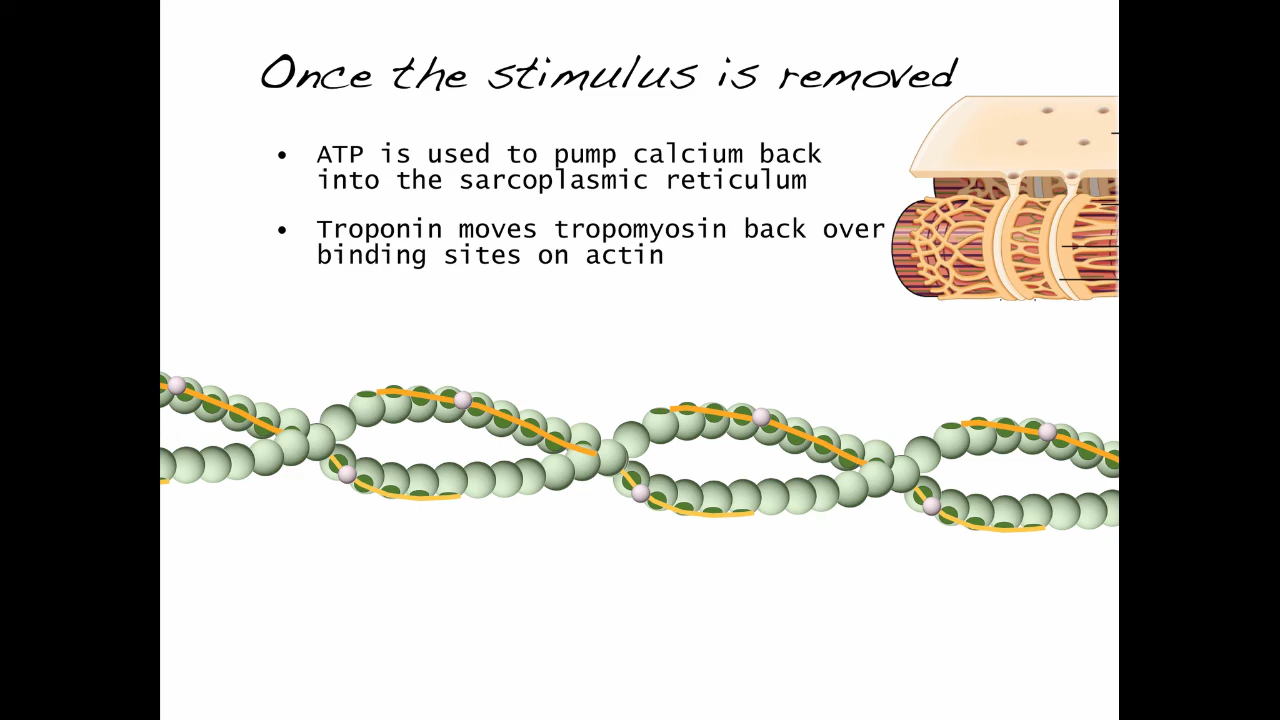 Once the stimulus is removed
• ATP is used to pump calcium back
into the sarcoplasmic reticulum
• Troponin moves tropomyosin back over
binding sites on actin